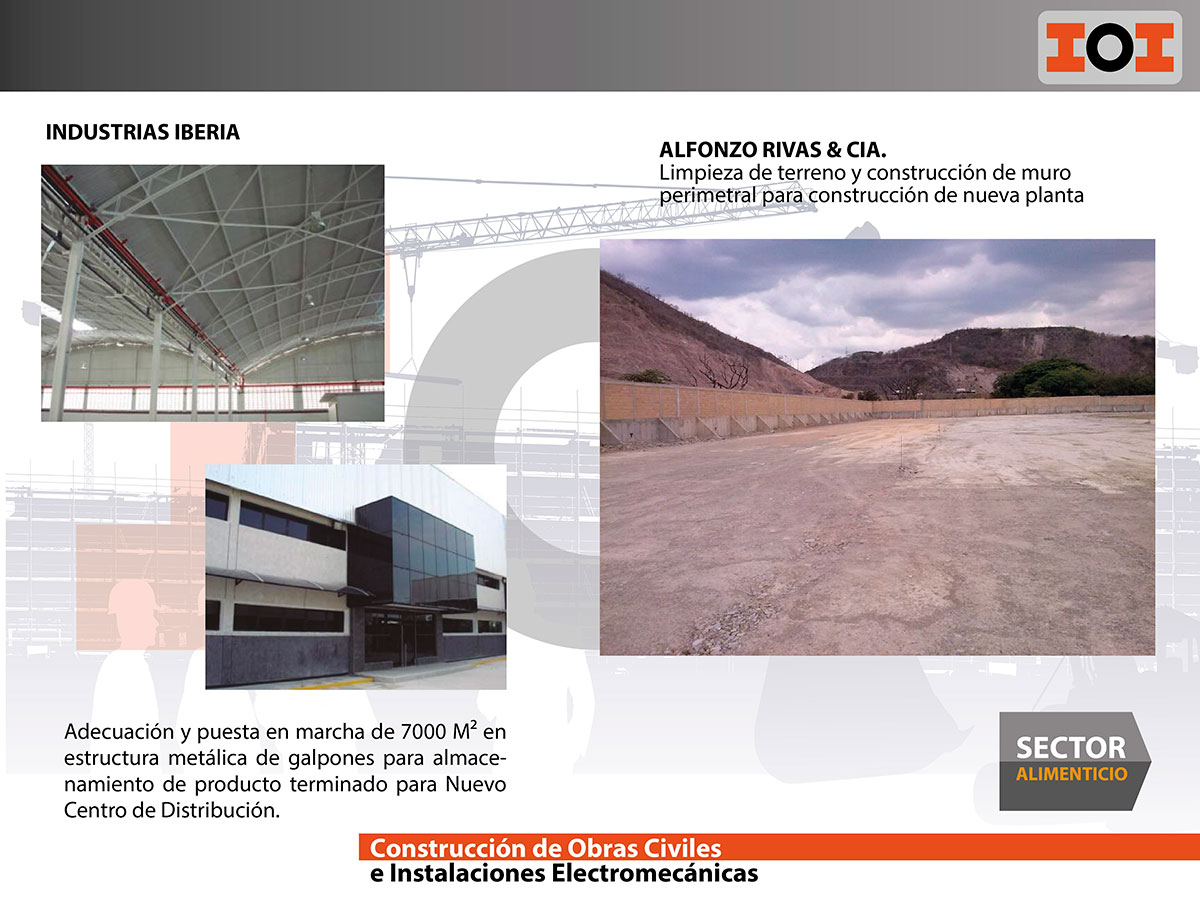 IOI
INDUSTRIAS IBERIA
ALFONZO RIVAS & CIA.
Limpieza de terreno y construcción de muro
perimetral para construcción de nueva planta
Adecuación y puesta en marcha de 7000 M² en
estructura metálica de galpones para almace-
namiento de producto terminado para Nuevo
Centro de Distribución.
SECTOR
ALIMENTICIO
Construcción de Obras Civiles
e Instalaciones Electromecánicas